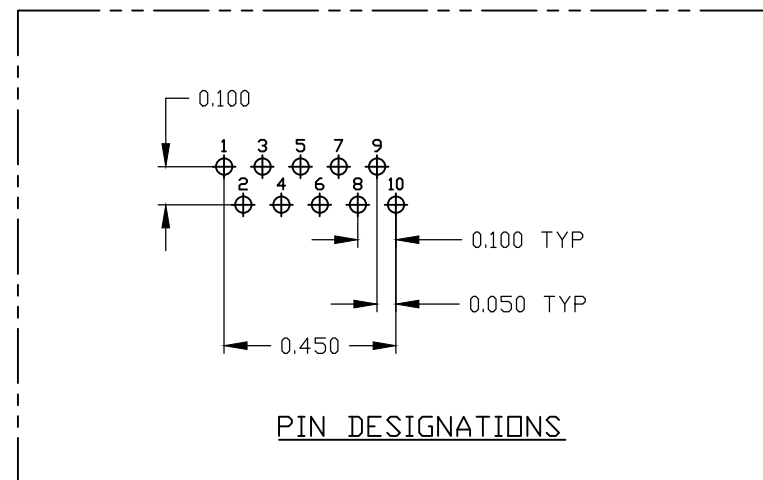 0.100
1 3 5 7 9
2 4 6 8 10
0.100 TYP
0.050 TYP
0.450
PIN DESIGNATIONS